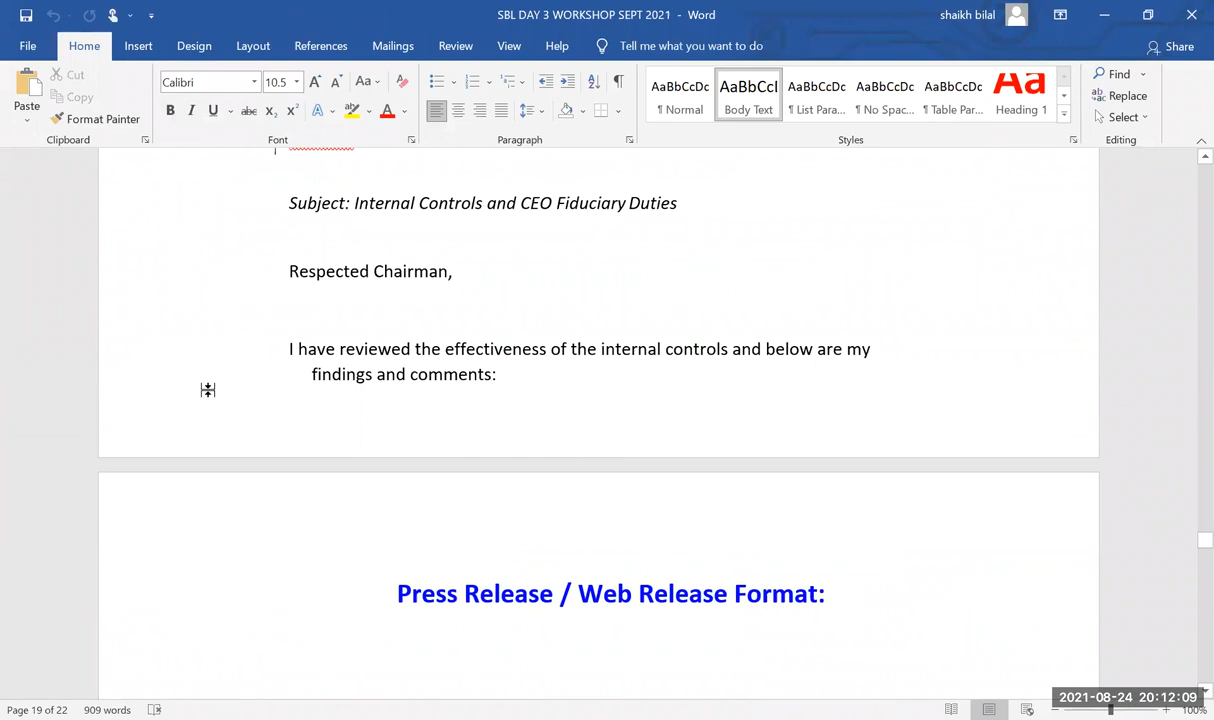 SBL DAY 3 WORKSHOP SEPT 2021 - Word
shaikh bilal
File Home Insert Design Layout References Mailings Review View Help Tell me what you want to do
Share
Paste
Cut
Copy
Format Painter
Clipboard
Calibri 10.5
Font
Paragraph
AaBbCcDc AaBbCcI AaBbCcDc AaBbCcDc AaBbCcDc Aa
¶ Normal Body Text ¶ List Para... ¶ No Spac... ¶ Table Par... Heading 1
Styles
Find
Replace
Select
Editing
Subject: Internal Controls and CEO Fiduciary Duties
Respected Chairman,
I have reviewed the effectiveness of the internal controls and below are my
findings and comments:
Press Release / Web Release Format:
2021-08-24 20:12:09
Page 19 of 22 909 words
100%